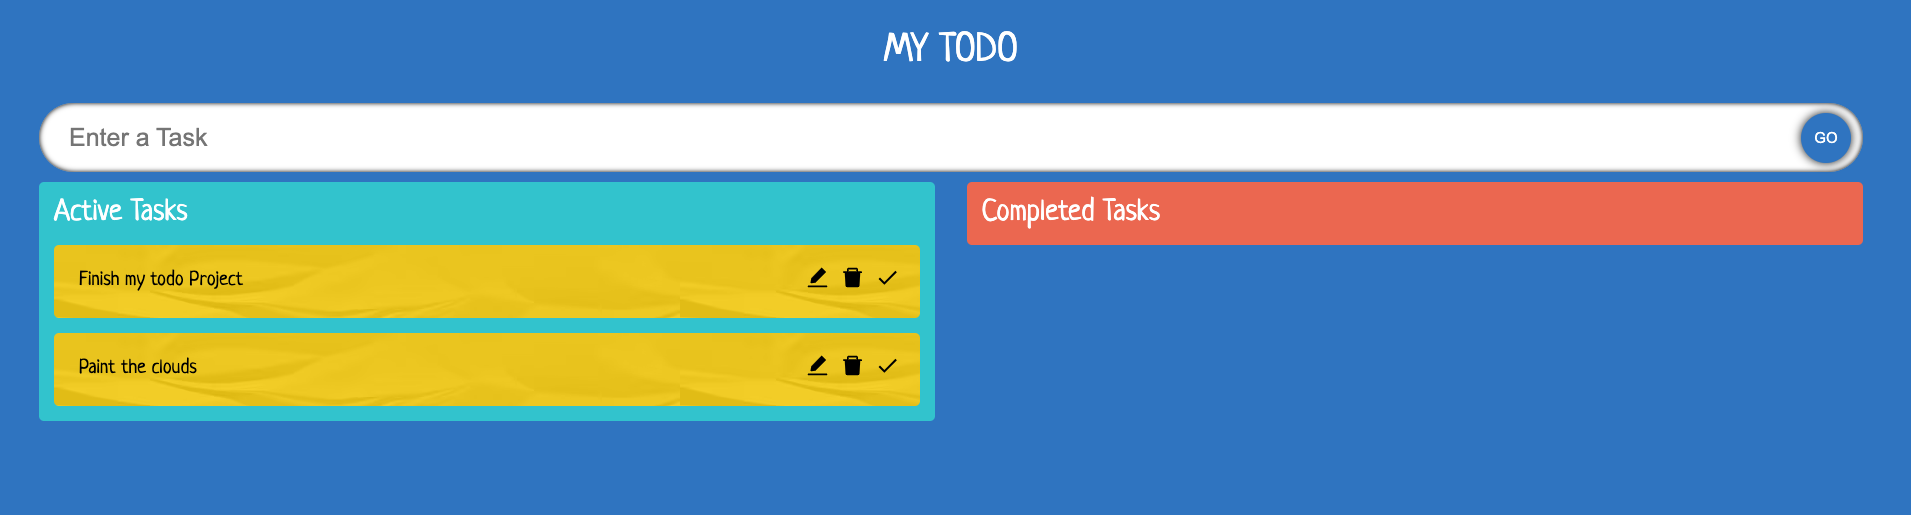 MY TODO
Enter a Task
GO
Active Tasks
Completed Tasks
Finish my todo Project
Paint the clouds